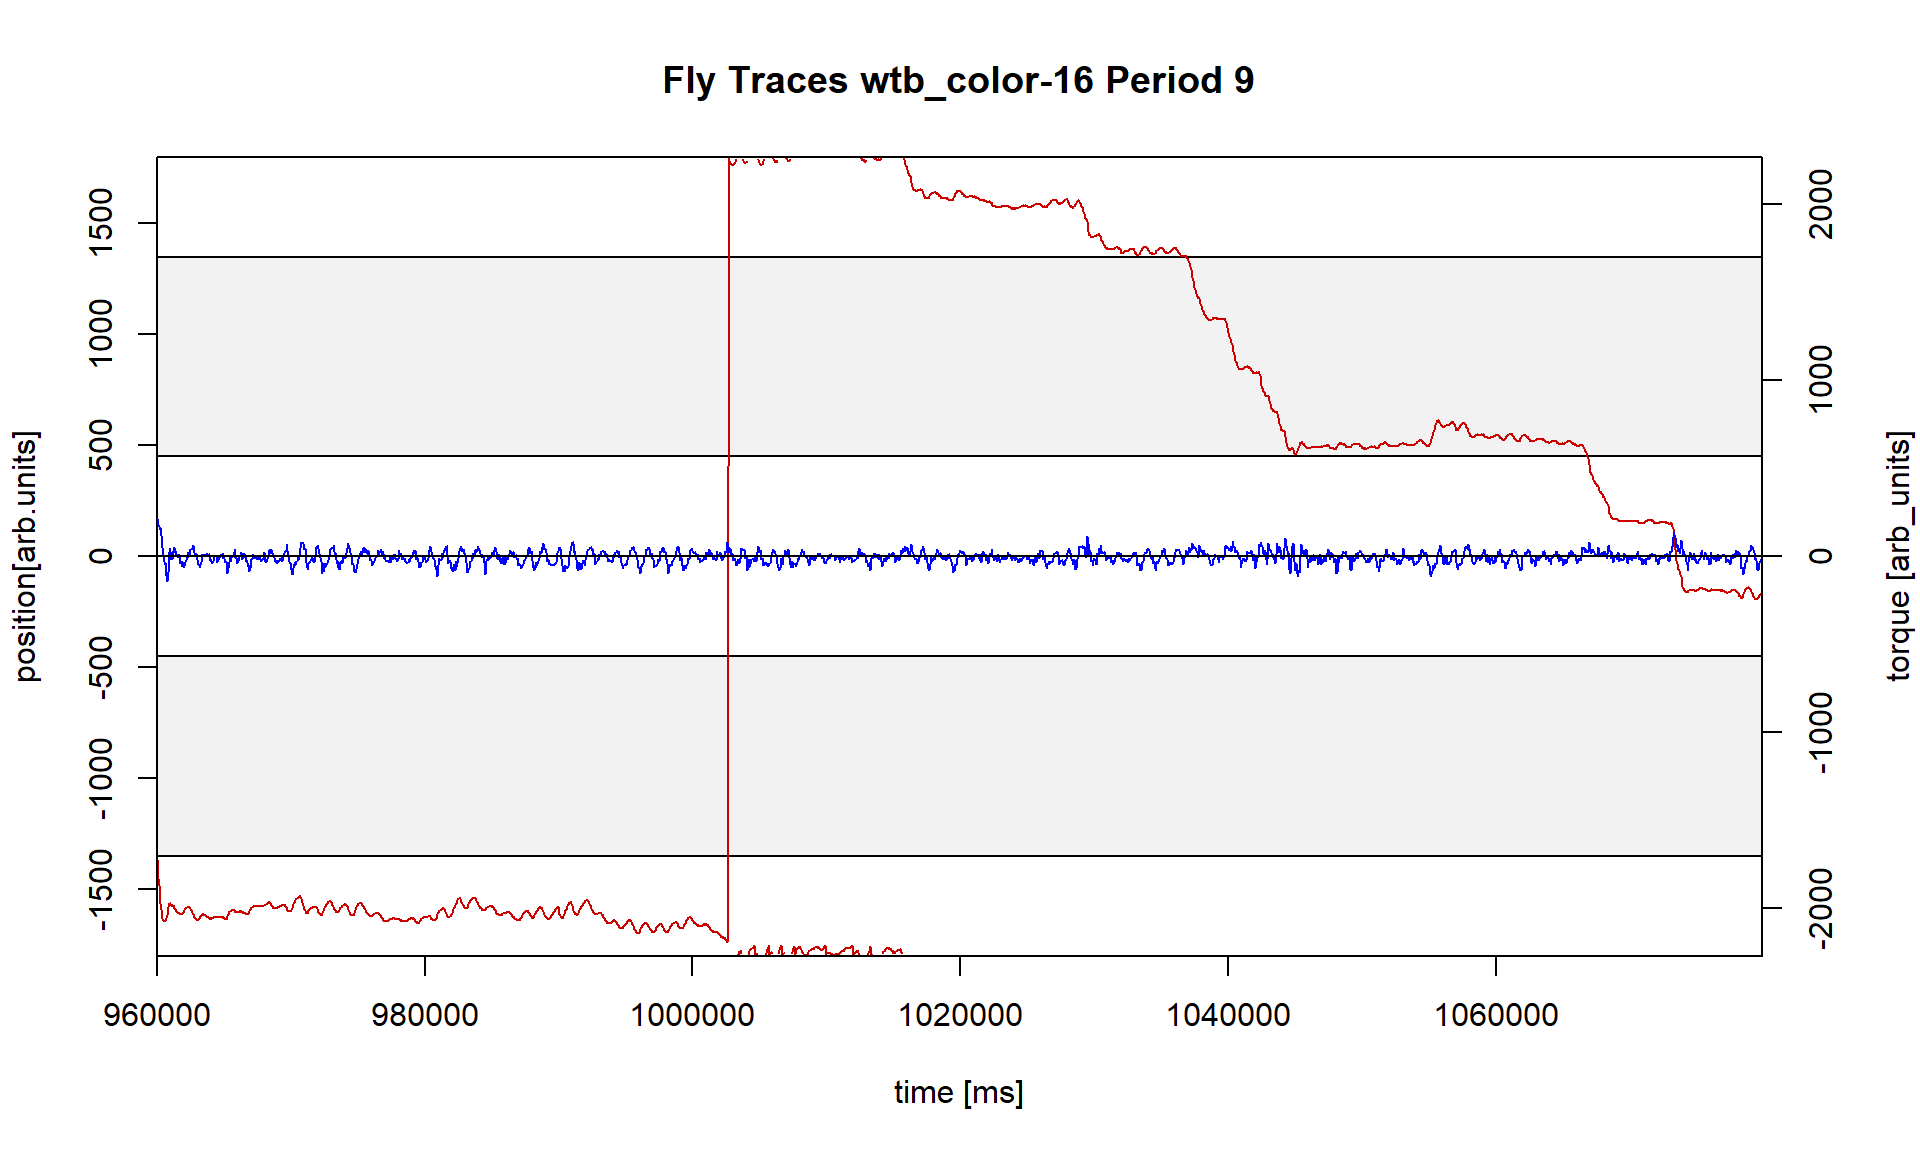 Fly Traces wtb_color-16 Period 9
position[arb.units]
1500
1000
500
0
-500
-1000
-1500
2000
1000
0
-1000
-2000
torque [arb_units]
960000 980000 1000000 1020000 1040000 1060000
time [ms]